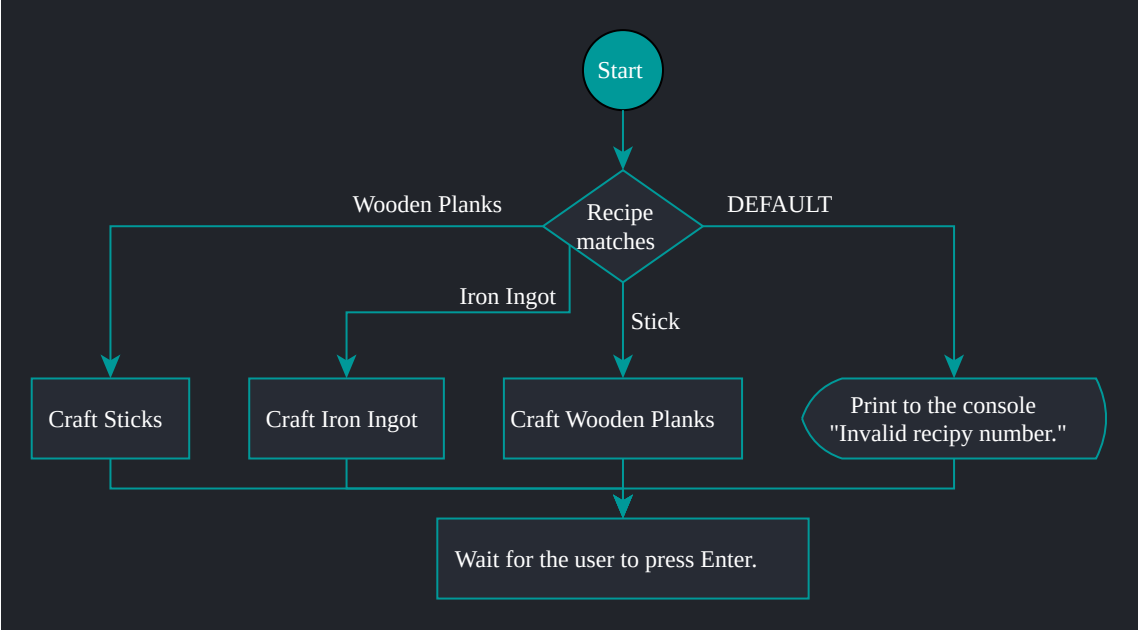 Start
Recipe
matches
Wooden Planks
DEFAULT
Iron Ingot
Stick
Craft Sticks
Craft Iron Ingot
Craft Wooden Planks
Print to the console
"Invalid recipy number."
Wait for the user to press Enter.